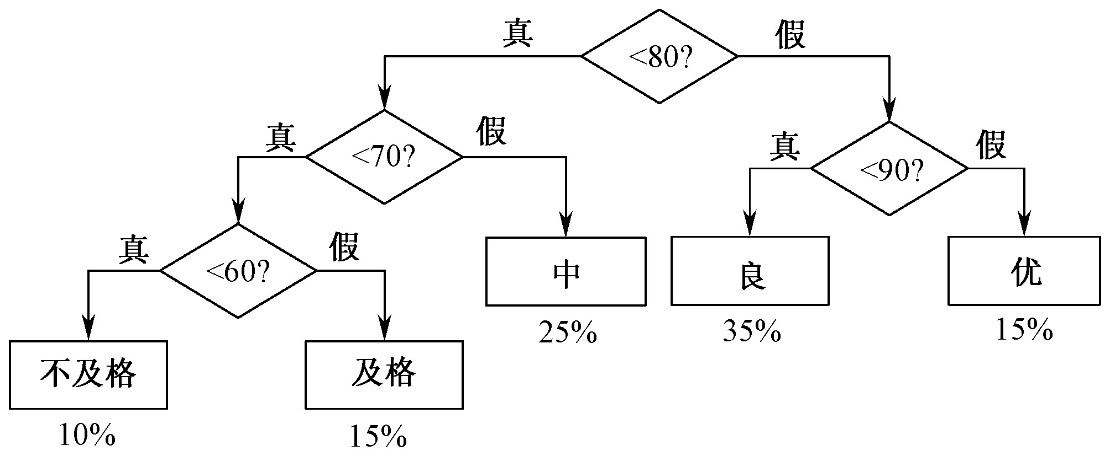 真 <80? 假
真 <70? 假
真 <90? 假
真 <60? 假
中
良
优
25%
35%
15%
不及格
及格
10%
15%